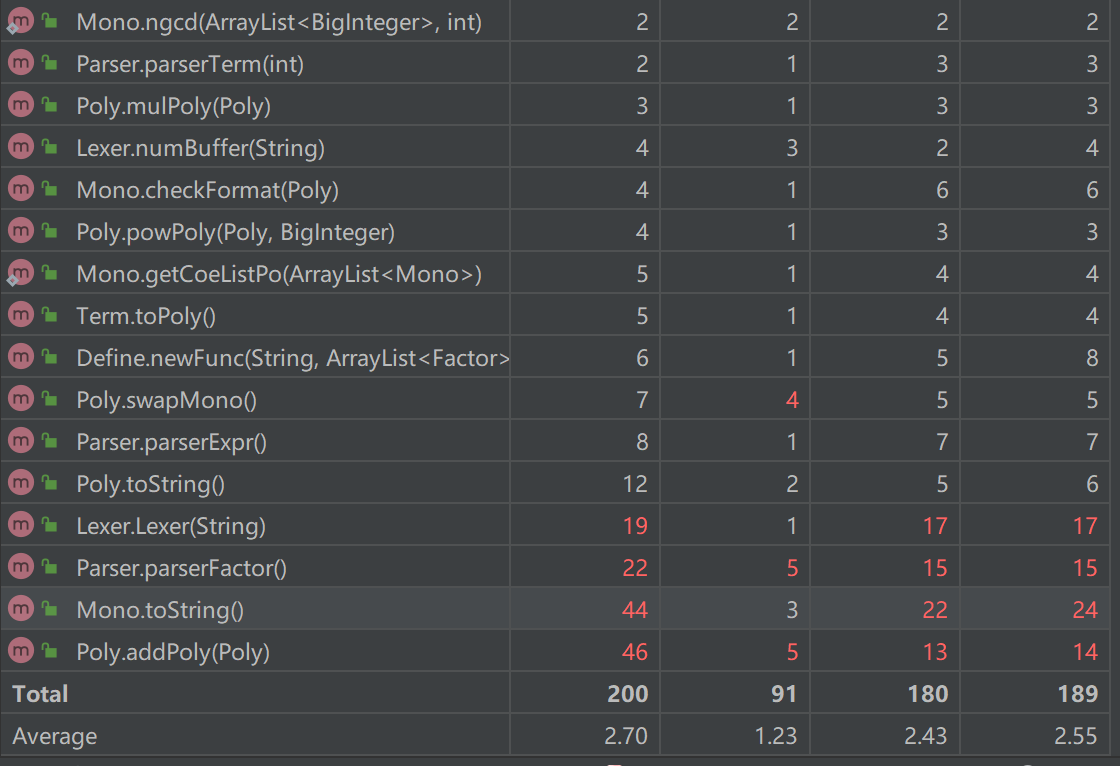 Mono.ngcd(ArrayList<BigInteger>, int) 2 2 2 2
Parser.parserTerm(int) 2 1 3 3
Poly.mulPoly(Poly) 3 1 3 3
Lexer.numBuffer(String) 4 3 2 4
Mono.checkFormat(Poly) 4 1 6 6
Poly.powPoly(Poly, BigInteger) 4 1 3 3
Mono.getCoeListPo(ArrayList<Mono>) 5 1 4 4
Term.toPoly() 5 1 4 4
Define.newFunc(String, ArrayList<Factor> 6 1 5 8
Poly.swapMono() 7 4 5 5
Parser.parserExpr() 8 1 7 7
Poly.toString() 12 2 5 6
Lexer.Lexer(String) 19 1 17 17
Parser.parserFactor() 22 5 15 15
Mono.toString() 44 3 22 24
Poly.addPoly(Poly) 46 5 13 14
Total 200 91 180 189
Average 2.70 1.23 2.43 2.55